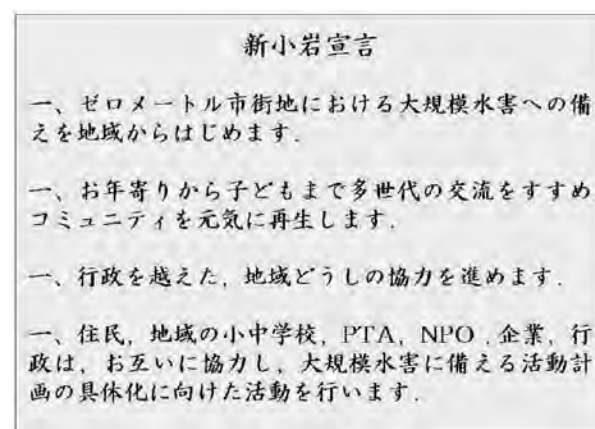 新小岩宣言
一、ゼロメートル市街地における大規模水害への備
えを地域からはじめます.
一、お年寄りから子どもまで多世代の交流をすすめ
コミュニティを元気に再生します.
一、行政を越えた, 地域どうしの協力を進めます.
一、住民, 地域の小中学校, PTA, NPO , 企業, 行
政は, お互いに協力し, 大規模水害に備える活動計
画の具体化に向けた活動を行います.